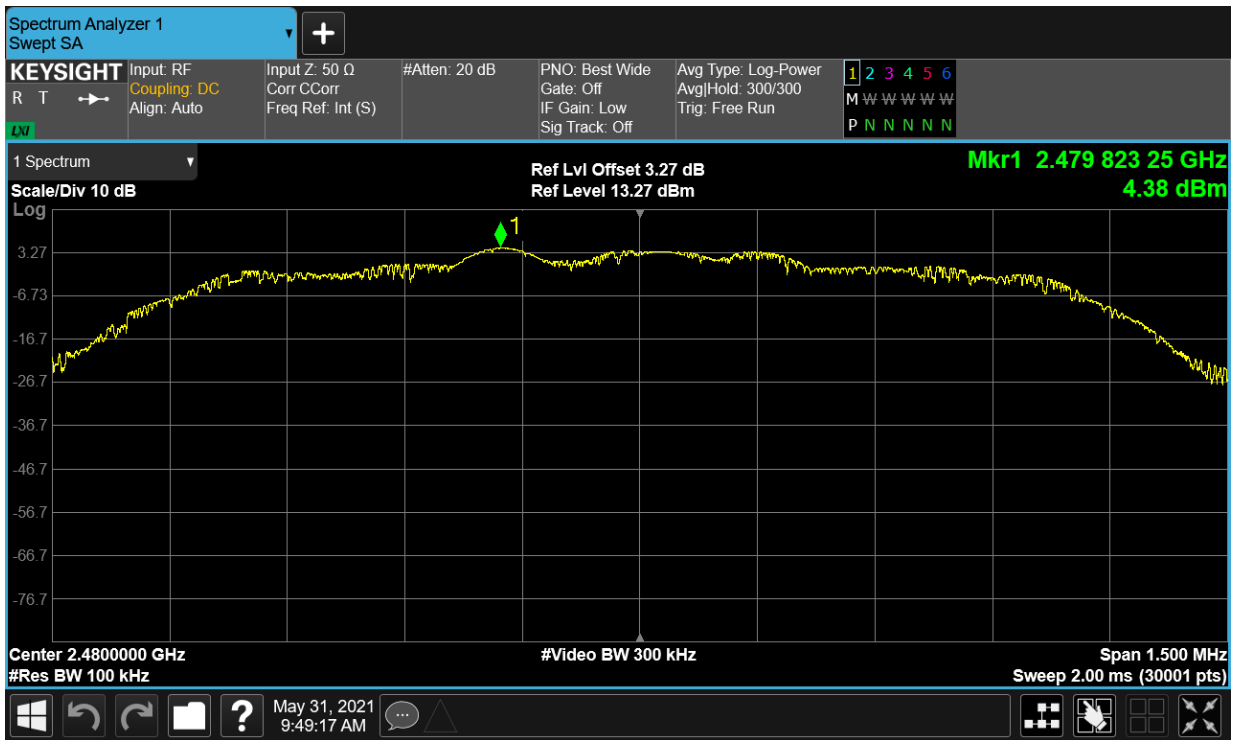 Spectrum Analyzer 1
Swept SA
KEYSIGHT
R T
LXI
Input: RF
Coupling: DC
Align: Auto
Input Z: 50 Ω
Corr CCorr
Freq Ref: Int (S)
#Atten: 20 dB
PNO: Best Wide
Gate: Off
IF Gain: Low
Sig Track: Off
Avg Type: Log-Power
Avg|Hold: 300/300
Trig: Free Run
1 2 3 4 5 6
M W W W W W
P N N N N N
1 Spectrum
Scale/Div 10 dB
Log
Ref Lvl Offset 3.27 dB
Ref Level 13.27 dBm
Mkr1 2.479 823 25 GHz
4.38 dBm
1
3.27
-6.73
-16.7
-26.7
-36.7
-46.7
-56.7
-66.7
-76.7
Center 2.4800000 GHz
#Res BW 100 kHz
#Video BW 300 kHz
Span 1.500 MHz
Sweep 2.00 ms (30001 pts)
?
May 31, 2021
9:49:17 AM